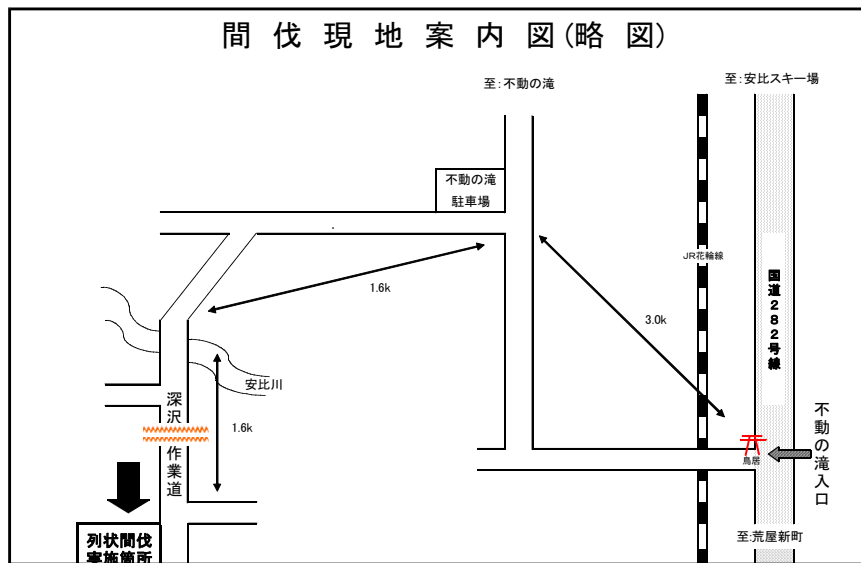 間伐現地案内図(略図)
至:不動の滝
至:安比スキー場
不動の滝
駐車場
JR花輪線
国道282号線
1.6k
3.0k
安比川
深沢作業道
1.6k
不動の滝入口
鳥居
至:荒屋新町
列状間伐
実施箇所